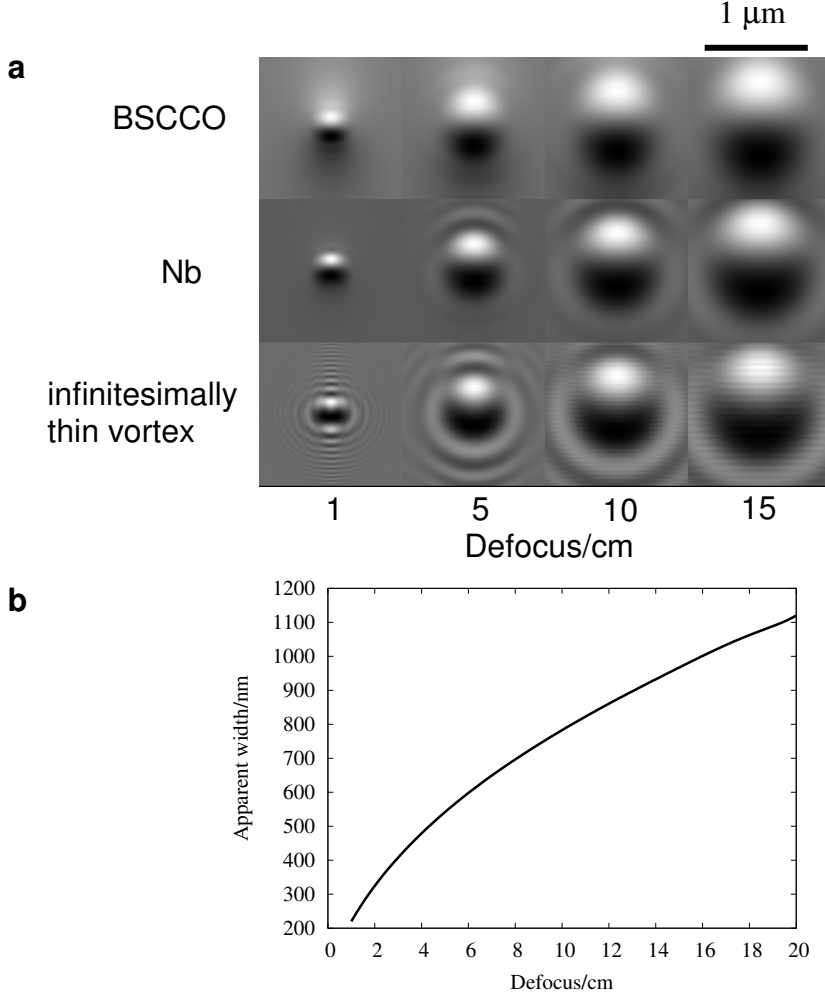 1 µm
a
BSCCO
Nb
infinitesimally
thin vortex
1 5 10 15
Defocus/cm
b
1200
1100
1000
900
800
700
600
500
400
300
200
Apparent width/nm
0 2 4 6 8 10 12 14 16 18 20
Defocus/cm